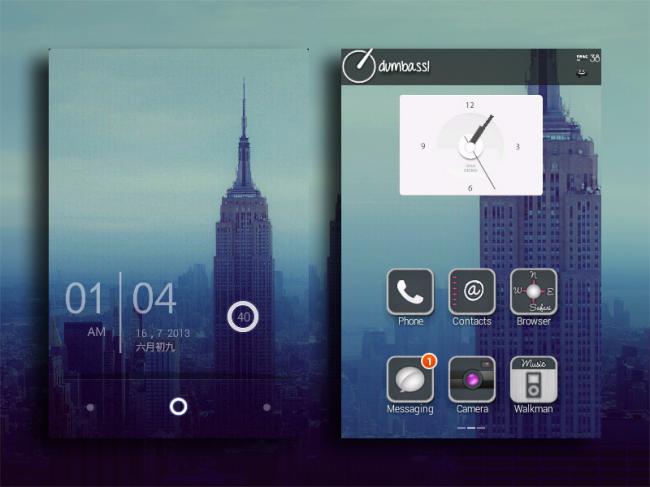 01 04
AM
16 , 7 2013
六月初九
40
dumbass!
38
12
9
3
6
Phone
Contacts
@
N
W
E
Safari
Browser
1
Messaging
Camera
Music
Walkman